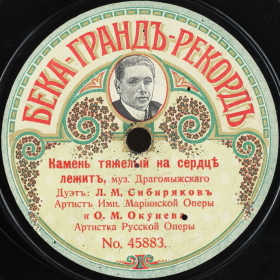 БЕКА-ГРАНДЪ-РЕКОРДЪ
Камень тяжелый на сердцѣ
лежитъ, муз. Драгомыжскаго
Дуэтъ: Л. М. Сибиряковъ
Артистъ Имп. Маріинской Оперы
и О. М. Окунева
Артистка Русской Оперы
No. 45883.